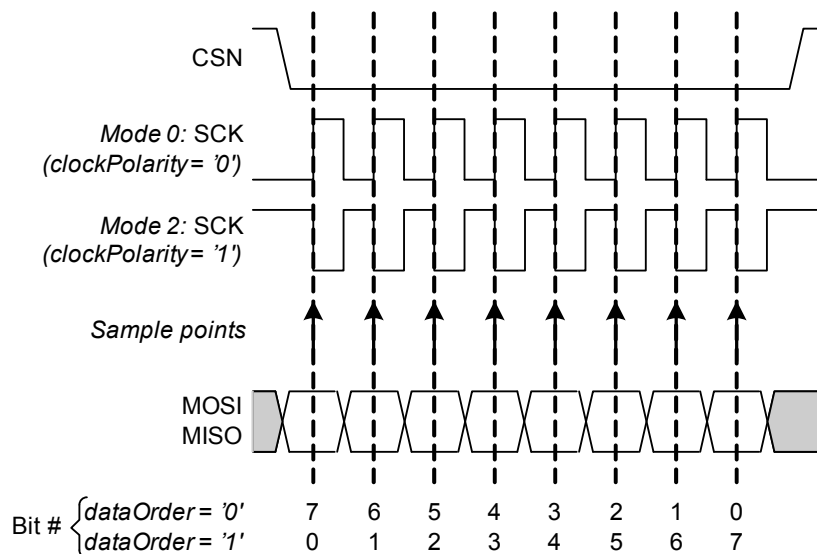 CSN
Mode 0: SCK
(clockPolarity= '0')
Mode 2: SCK
(clockPolarity= '1')
Sample points
MOSI
MISO
Bit #
dataOrder= '0' 7 6 5 4 3 2 1 0
dataOrder= '1' 0 1 2 3 4 5 6 7